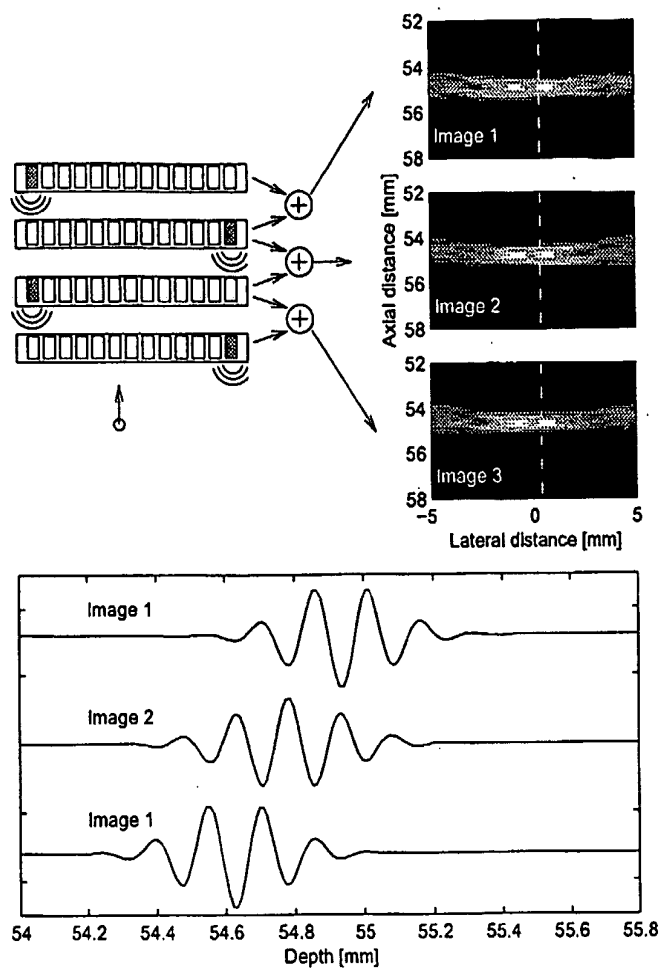 52
54
56
58
Image 1
52
54
56
58
Image 2
52
54
56
58
Image 3
Axial distance [mm]
-5
0
5
Lateral distance [mm]
Image 1
Image 2
Image 1
54
54.2
54.4
54.6
54.8
55
55.2
55.4
55.6
55.8
Depth [mm]